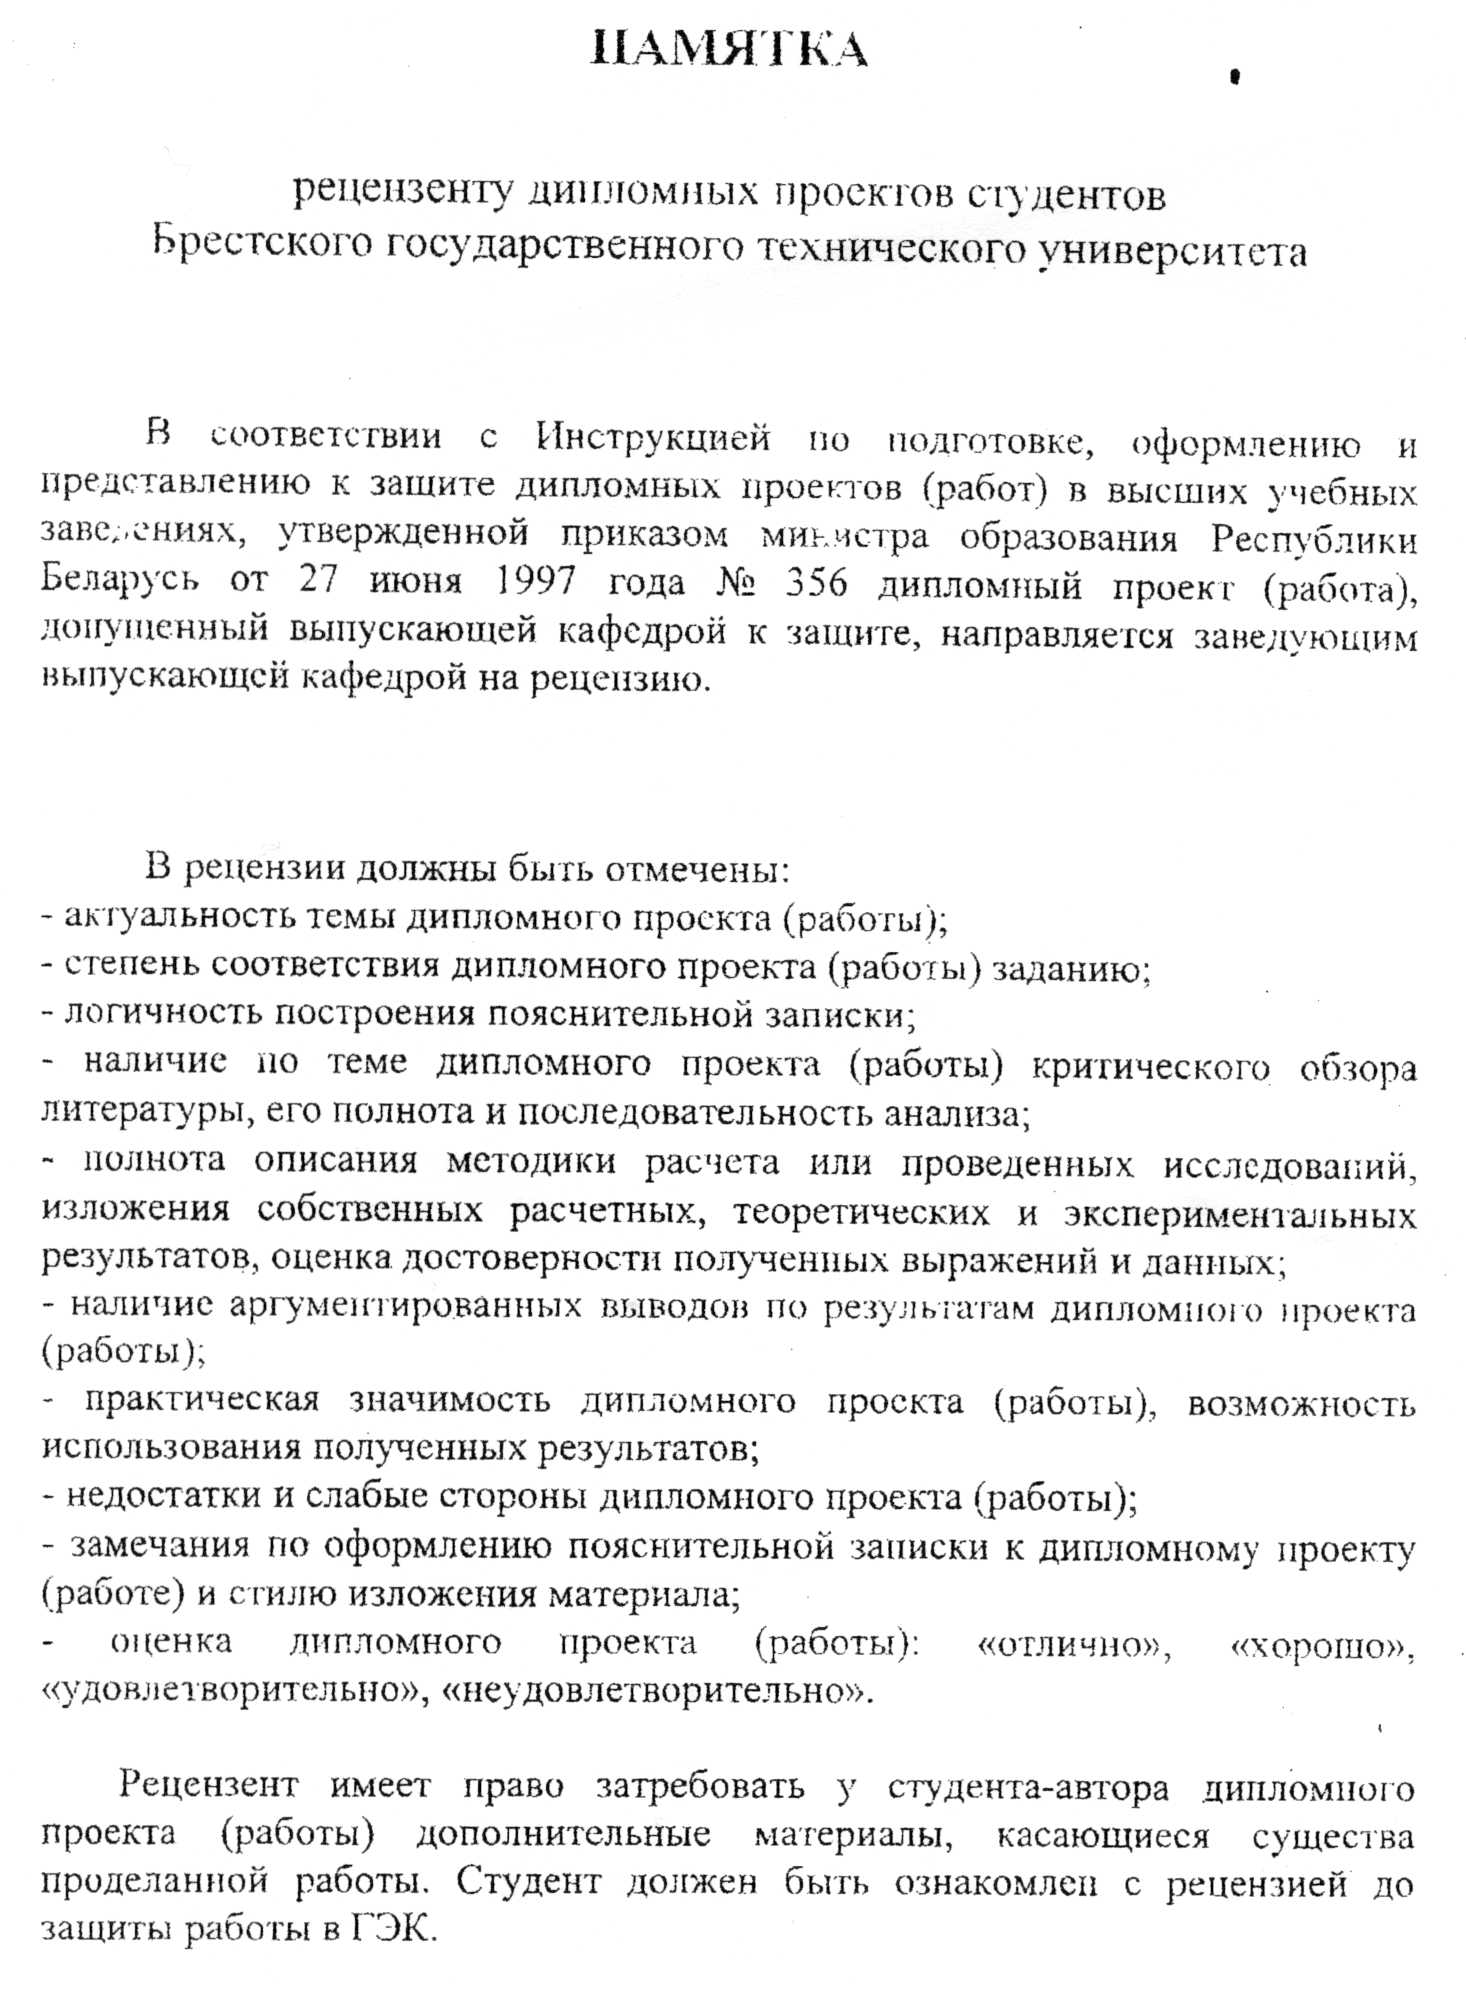 ПАМЯТКА
рецензенту дипломных проектов студентов
Брестского государственного технического университета
В соответствии с Инструкцией по подготовке, оформлению и
представлению к защите дипломных проектов (работ) в высших учебных
заведениях, утвержденной приказом министра образования Республики
Беларусь от 27 июня 1997 года № 356 дипломный проект (работа),
допущенный выпускающей кафедрой к защите, направляется заведующим
выпускающей кафедрой на рецензию.
В рецензии должны быть отмечены:
- актуальность темы дипломного проекта (работы);
- степень соответствия дипломного проекта (работы) заданию;
- логичность построения пояснительной записки;
- наличие по теме дипломного проекта (работы) критического обзора
литературы, его полнота и последовательность анализа;
- полнота описания методики расчета или проведенных исследований,
изложения собственных расчетных, теоретических и экспериментальных
результатов, оценка достоверности полученных выражений и данных;
- наличие аргументированных выводов по результатам дипломного проекта
(работы);
- практическая значимость дипломного проекта (работы), возможность
использования полученных результатов;
- недостатки и слабые стороны дипломного проекта (работы);
- замечания по оформлению пояснительной записки к дипломному проекту
(работе) и стилю изложения материала;
- оценка дипломного проекта (работы): «отлично», «хорошо»,
«удовлетворительно», «неудовлетворительно».
Рецензент имеет право затребовать у студента-автора дипломного
проекта (работы) дополнительные материалы, касающиеся существа
проделанной работы. Студент должен быть ознакомлен с рецензией до
защиты работы в ГЭК.